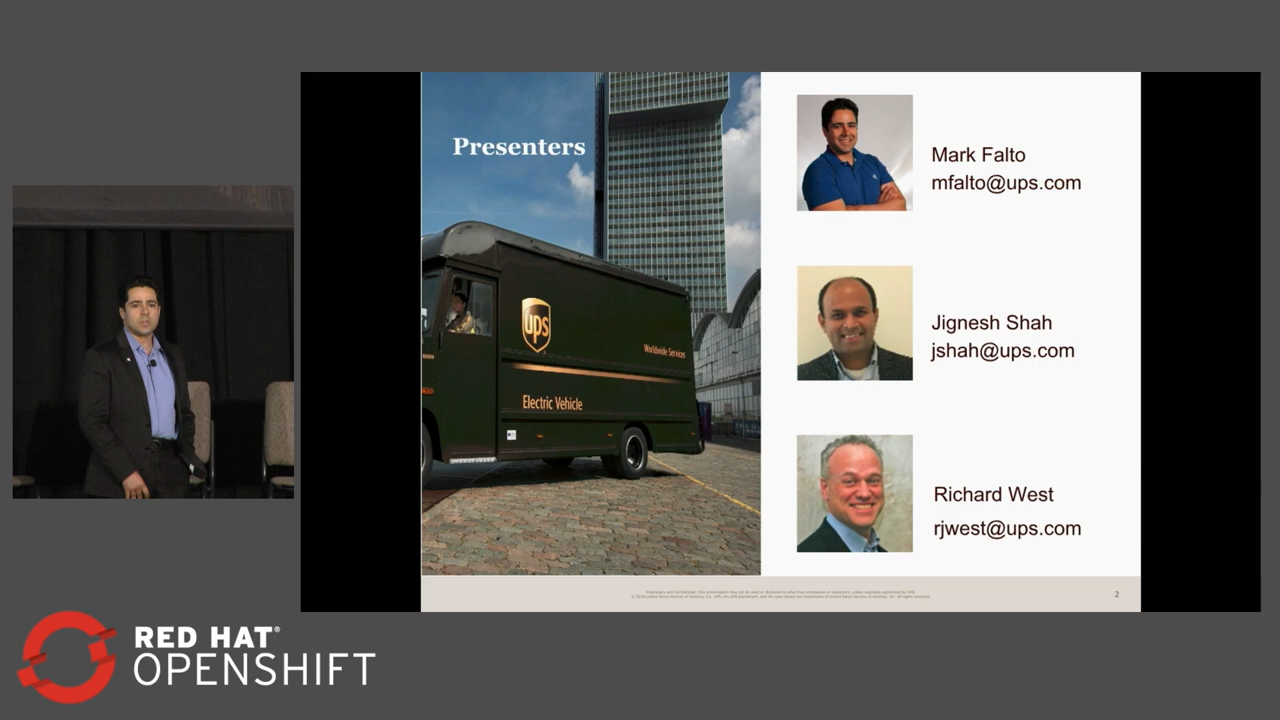 Presenters
ups
Worldwide Services
Electric Vehicle
Mark Falto
mfalto@ups.com
Jignesh Shah
jshah@ups.com
Richard West
rjwest@ups.com
2
RED HAT®
OPENSHIFT